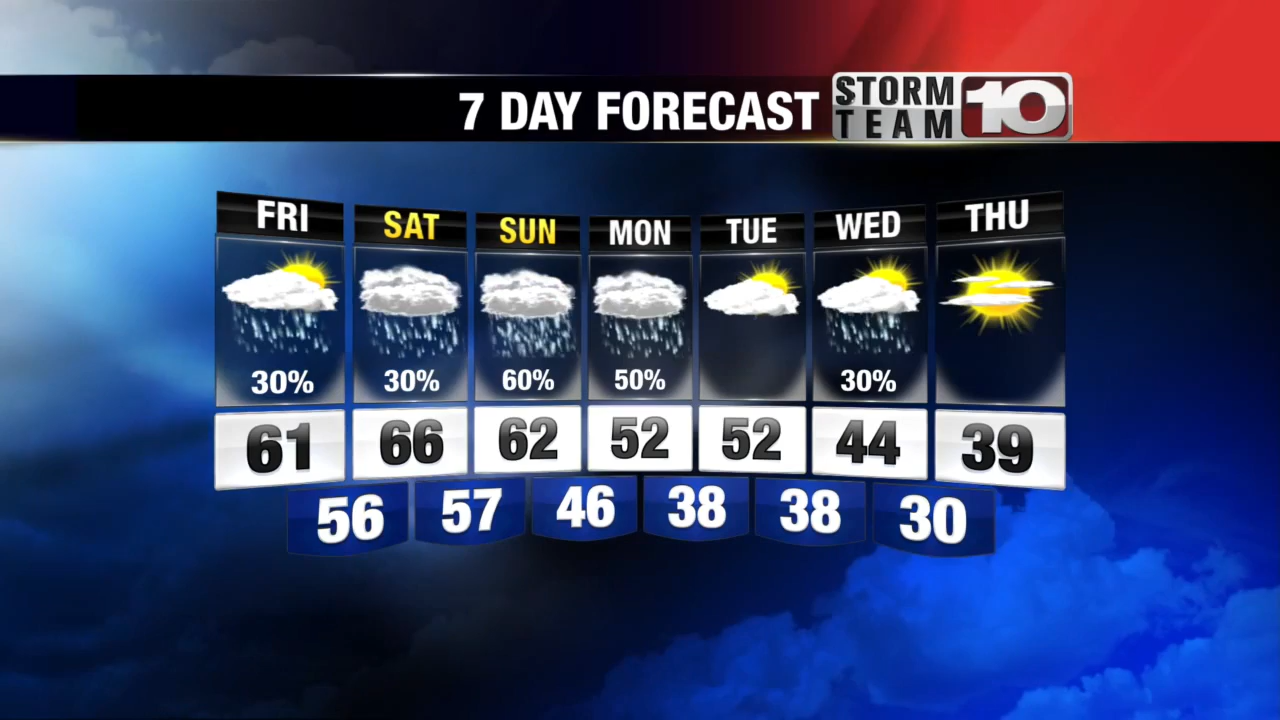 7 DAY FORECAST
STORM
TEAM
10
FRI SAT SUN MON TUE WED THU
30% 30% 60% 50% 30%
61 66 62 52 52 44 39
56 57 46 38 38 30